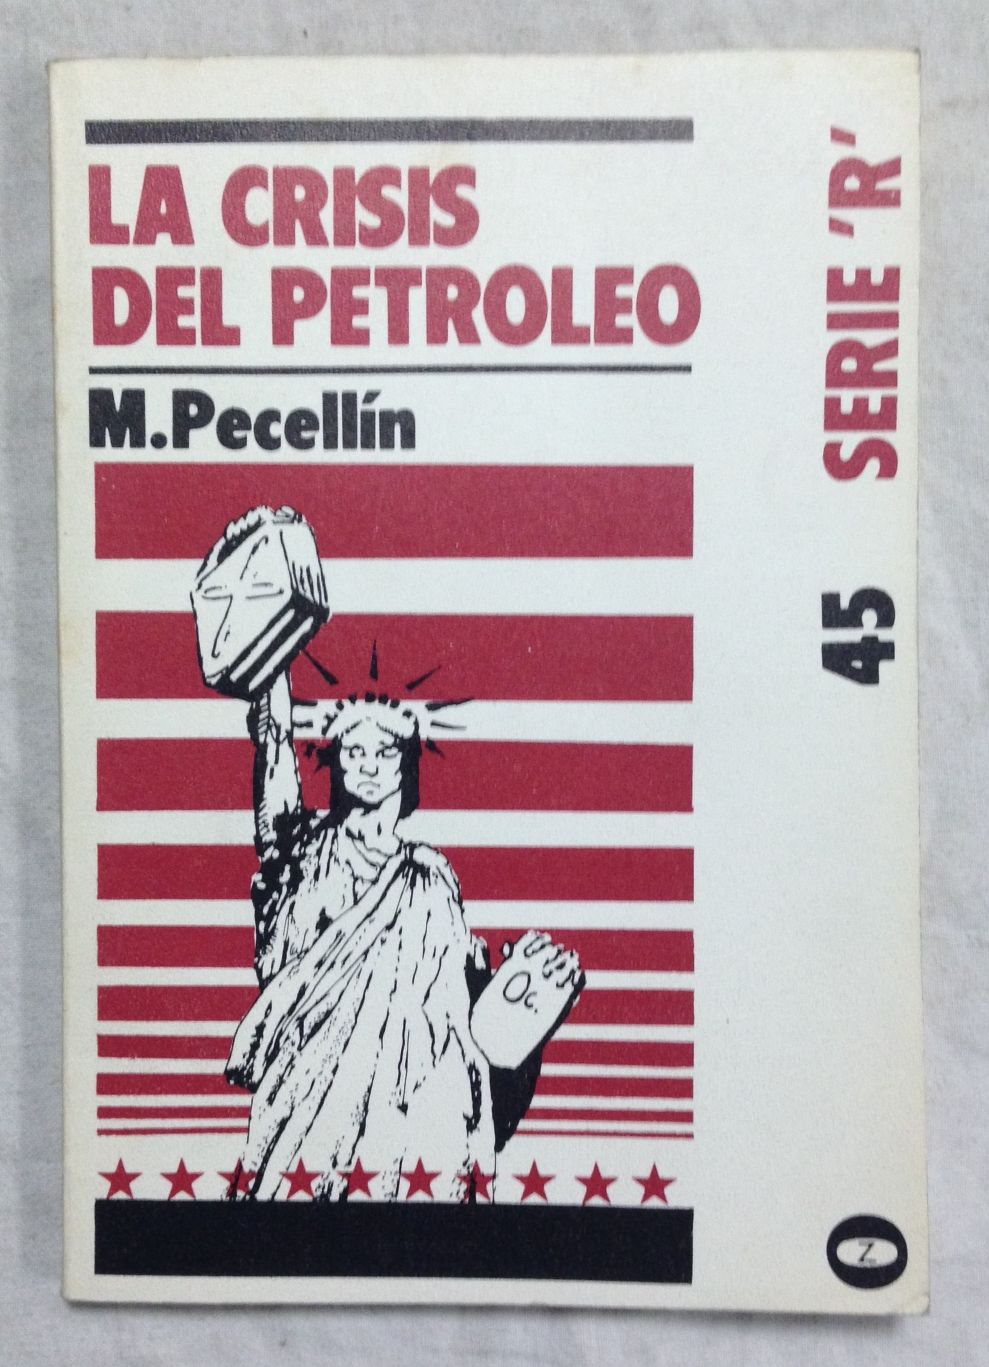 LA CRISIS
DEL PETROLEO
M.Pecellín
Oc.
SERIE 'R'
45
Z